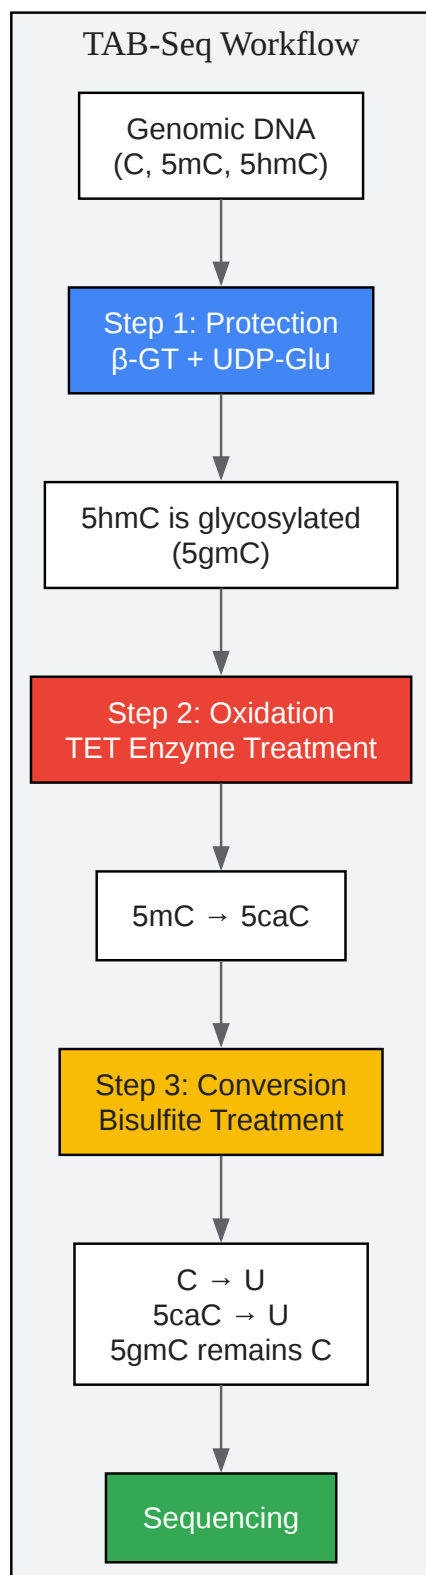 TAB-Seq Workflow
Genomic DNA
(C, 5mC, 5hmC)
Step 1: Protection
β-GT + UDP-Glu
5hmC is glycosylated
(5gmC)
Step 2: Oxidation
TET Enzyme Treatment
5mC → 5caC
Step 3: Conversion
Bisulfite Treatment
C → U
5caC → U
5gmC remains C
Sequencing